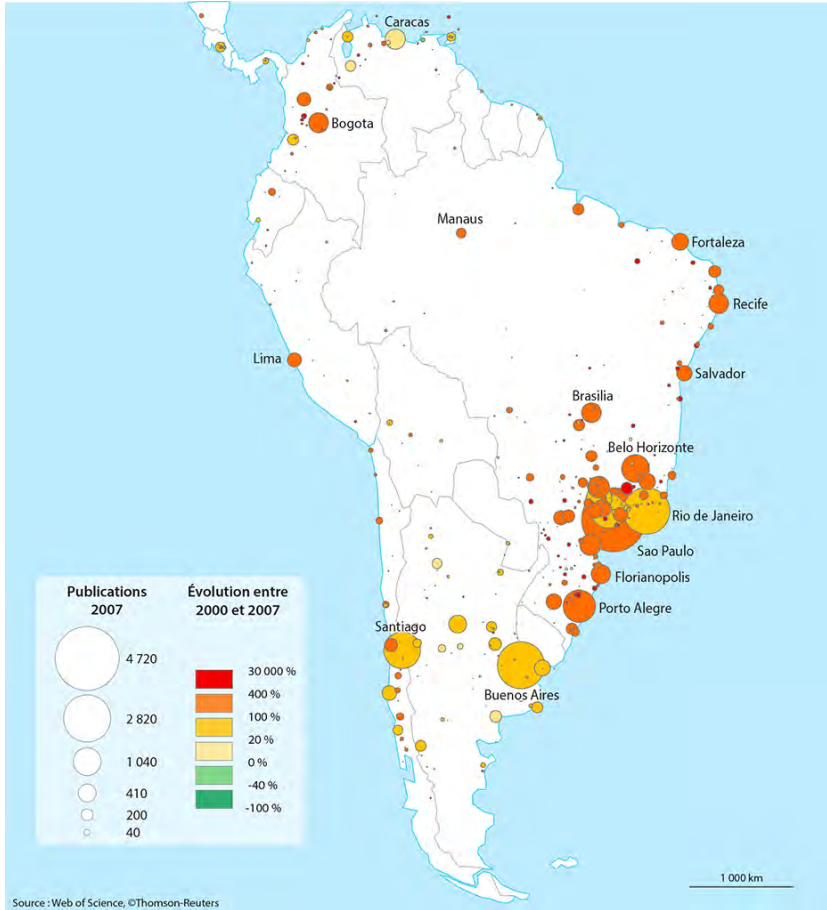 Caracas
Bogota
Manaus
Fortaleza
Recife
Lima
Salvador
Brasilia
Belo Horizonte
Rio de Janeiro
Sao Paulo
Florianopolis
Porto Alegre
Santiago
Buenos Aires
Publications
2007
4 720
2 820
1 040
410
200
40
Évolution entre
2000 et 2007
30 000 %
400 %
100 %
20 %
0 %
-40 %
-100 %
1 000 km
Source : Web of Science, ©Thomson-Reuters